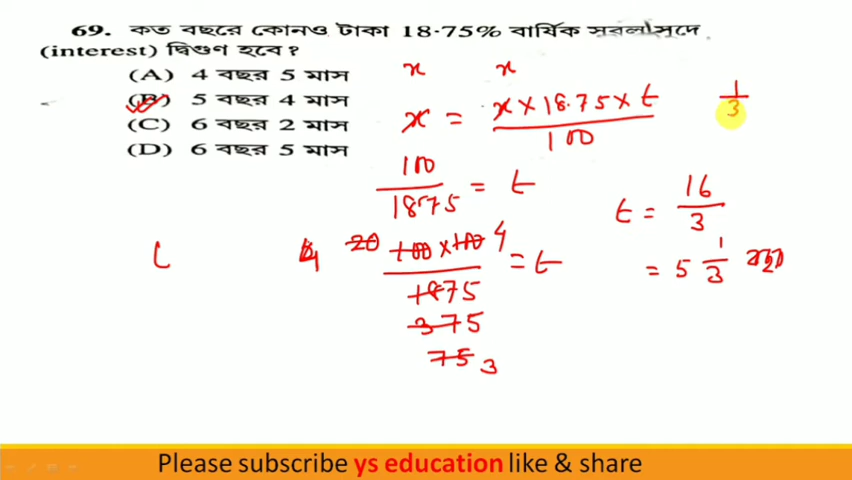 69. কত বছরে কোনও টাকা 18·75% বার্ষিক সরল সুদে
(interest) দ্বিগুণ হবে?
(A) 4 বছর 5 মাস
(B) 5 বছর 4 মাস
(C) 6 বছর 2 মাস
(D) 6 বছর 5 মাস
x x
x = x × 18.75 × t / 100
1/3
100 / 18.75 = t
t = 16/3
20 100 × 100 4 / 1875 = t
= 5 1/3
375
75 3
Please subscribe ys education like & share